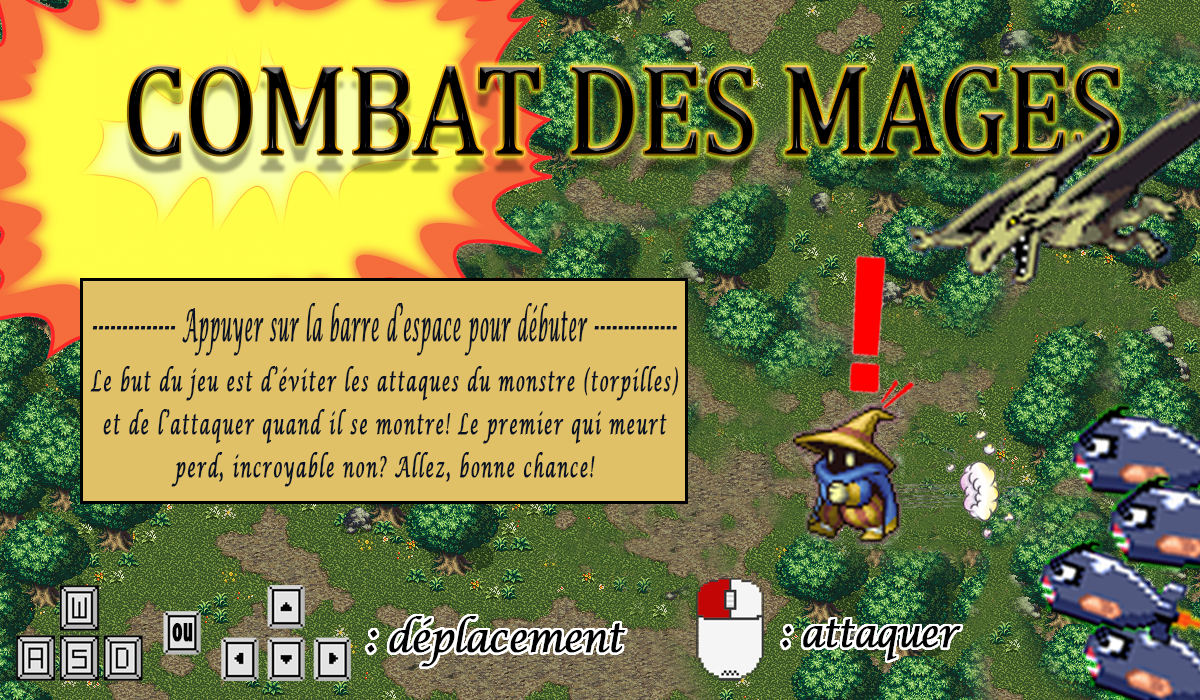 COMBAT DES MAGES
-------------- Appuyer sur la barre d'espace pour débuter --------------
Le but du jeu est d'éviter les attaques du monstre (torpilles)
et de l'attaquer quand il se montre! Le premier qui meurt
perd, incroyable non? Allez, bonne chance!
!
W
A S D
ou
: déplacement
: attaquer